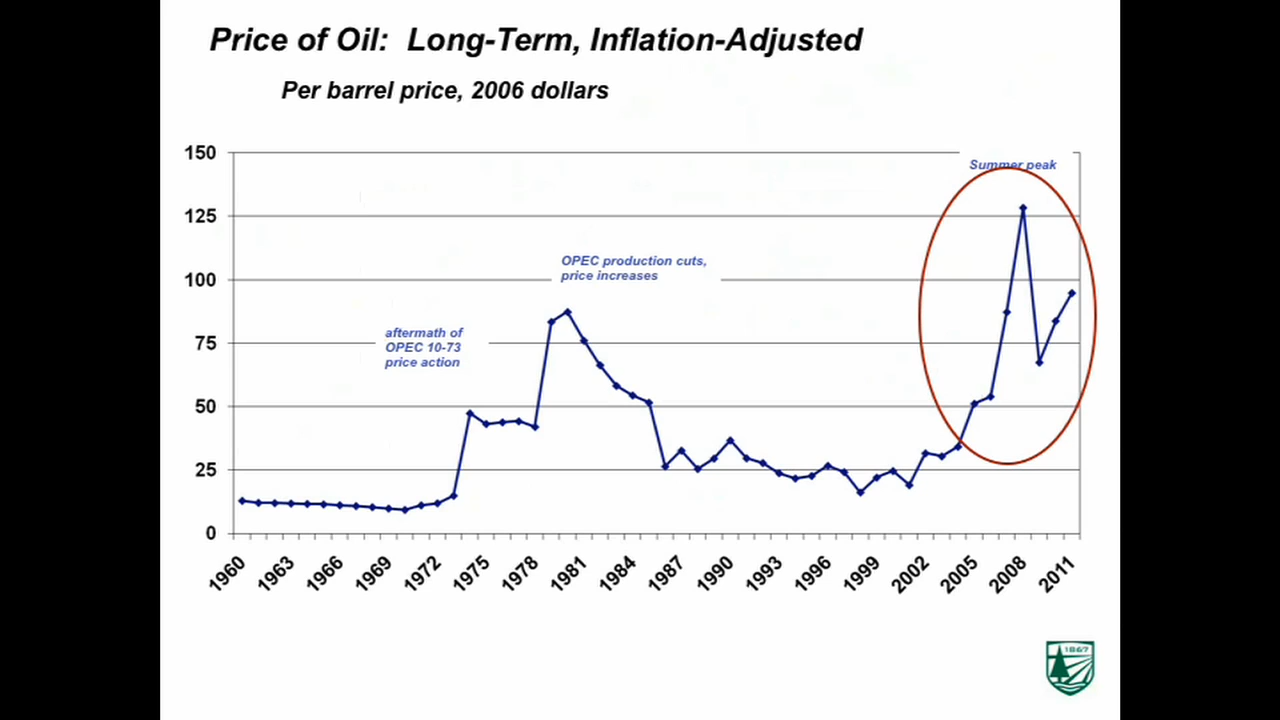 Price of Oil: Long-Term, Inflation-Adjusted
Per barrel price, 2006 dollars
150
125
100
75
50
25
0
Summer peak
OPEC production cuts,
price increases
aftermath of
OPEC 10-73
price action
1960 1963 1966 1969 1972 1975 1978 1981 1984 1987 1990 1993 1996 1999 2002 2005 2008 2011
1867